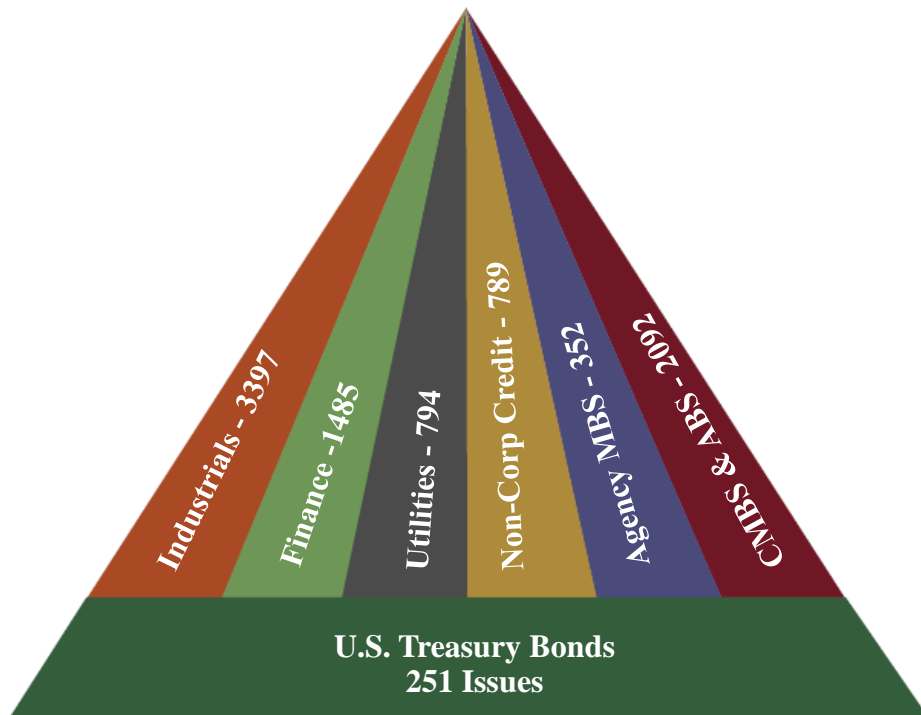 Industrials - 3397
Finance -1485
Utilities - 794
Non-Corp Credit - 789
Agency MBS - 352
CMBS & ABS - 2092
U.S. Treasury Bonds
251 Issues